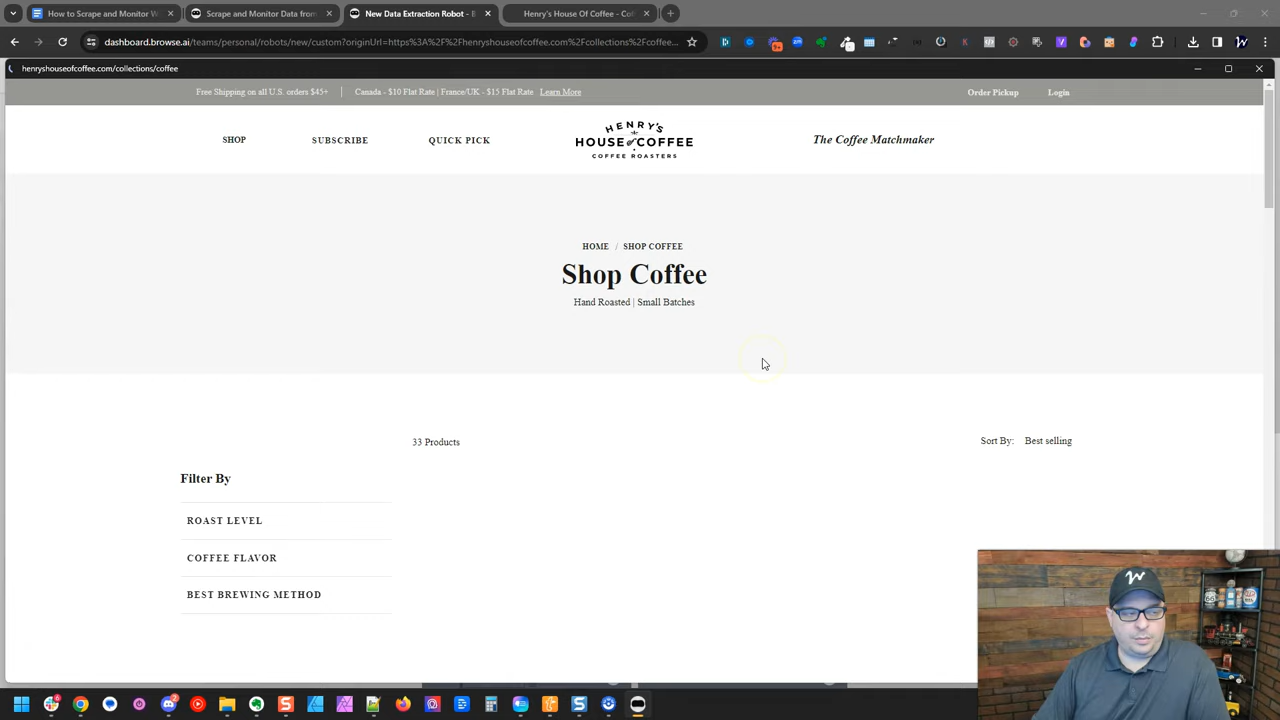 How to Scrape and Monitor W
Scrape and Monitor Data from
New Data Extraction Robot - B
Henry's House Of Coffee - Cof
dashboard.browse.ai/teams/personal/robots/new/custom?originUrl=https%3A%2F%2Fhenryshouseofcoffee.com%2Fcollections%2Fcoffee...
henryshouseofcoffee.com/collections/coffee
Free Shipping on all U.S. orders $45+
Canada - $10 Flat Rate | France/UK - $15 Flat Rate Learn More
Order Pickup
Login
SHOP
SUBSCRIBE
QUICK PICK
HENRY'S
HOUSE of COFFEE
COFFEE ROASTERS
The Coffee Matchmaker
HOME / SHOP COFFEE
Shop Coffee
Hand Roasted | Small Batches
33 Products
Sort By: Best selling
Filter By
ROAST LEVEL
COFFEE FLAVOR
BEST BREWING METHOD